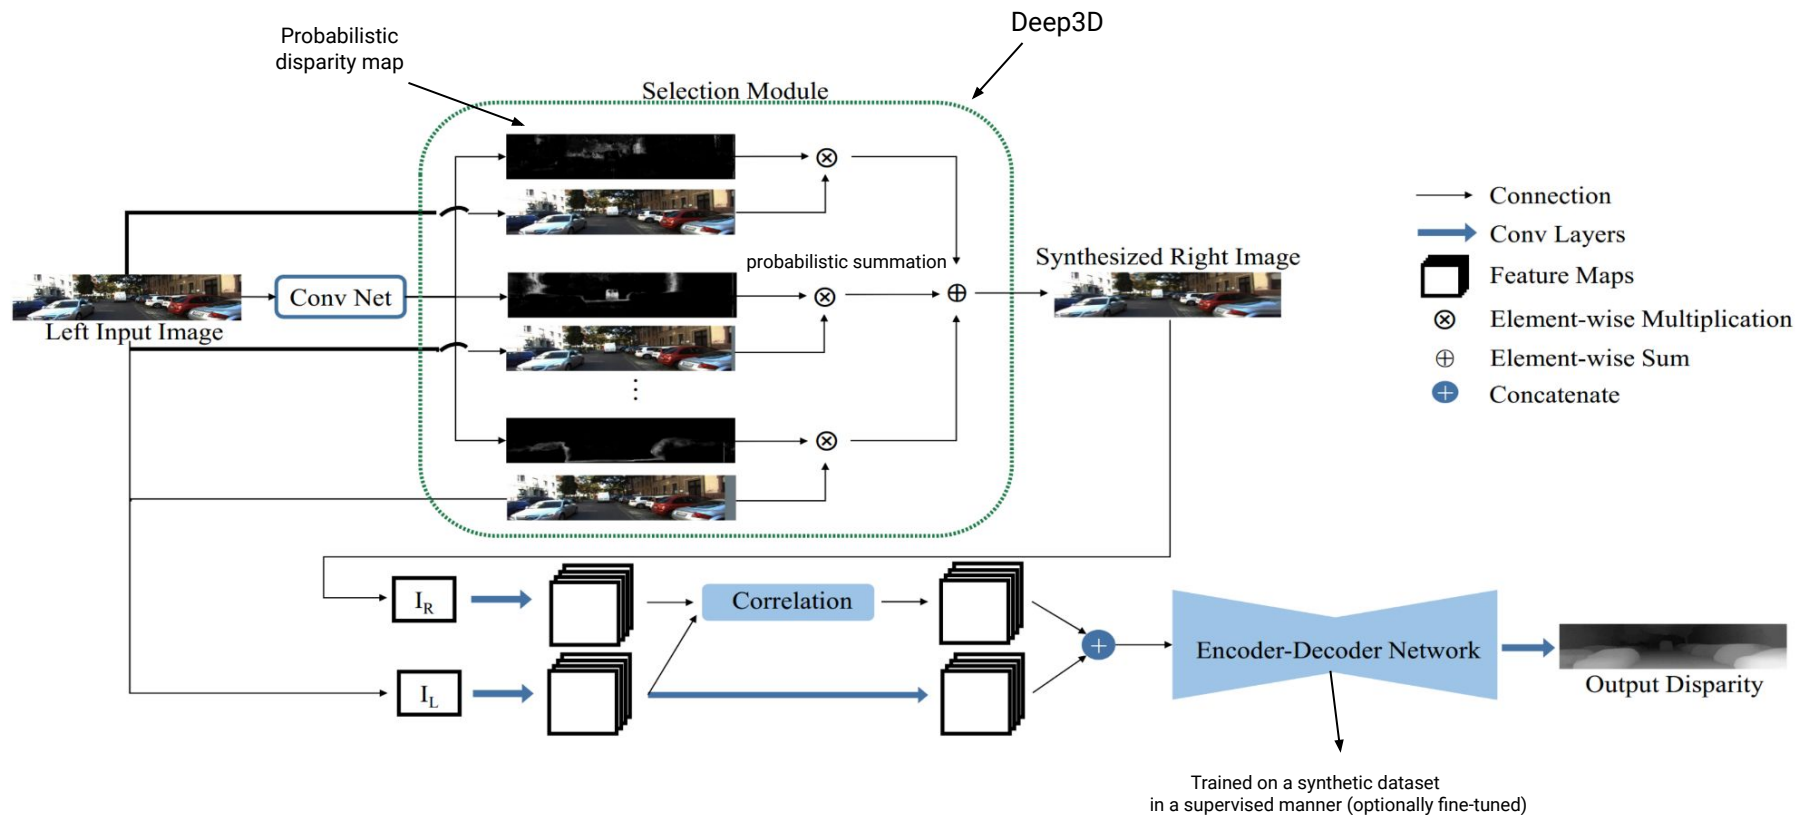 Deep3D
Probabilistic
disparity map
Selection Module
Connection
Conv Layers
Feature Maps
Element-wise Multiplication
Element-wise Sum
Concatenate
probabilistic summation
Synthesized Right Image
Conv Net
Left Input Image
I_R
Correlation
I_L
Encoder-Decoder Network
Output Disparity
Trained on a synthetic dataset
in a supervised manner (optionally fine-tuned)